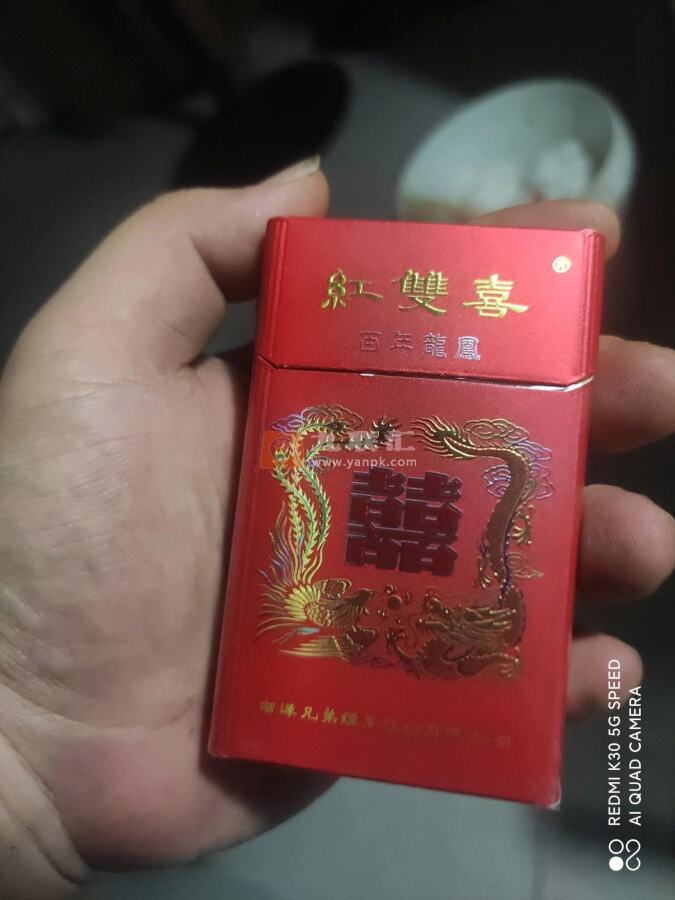 紅雙喜
®
百年龍鳳
www.yanpk.com
囍
南洋兄弟煙草股份有限公司
REDMI K30 5G SPEED
AI QUAD CAMERA